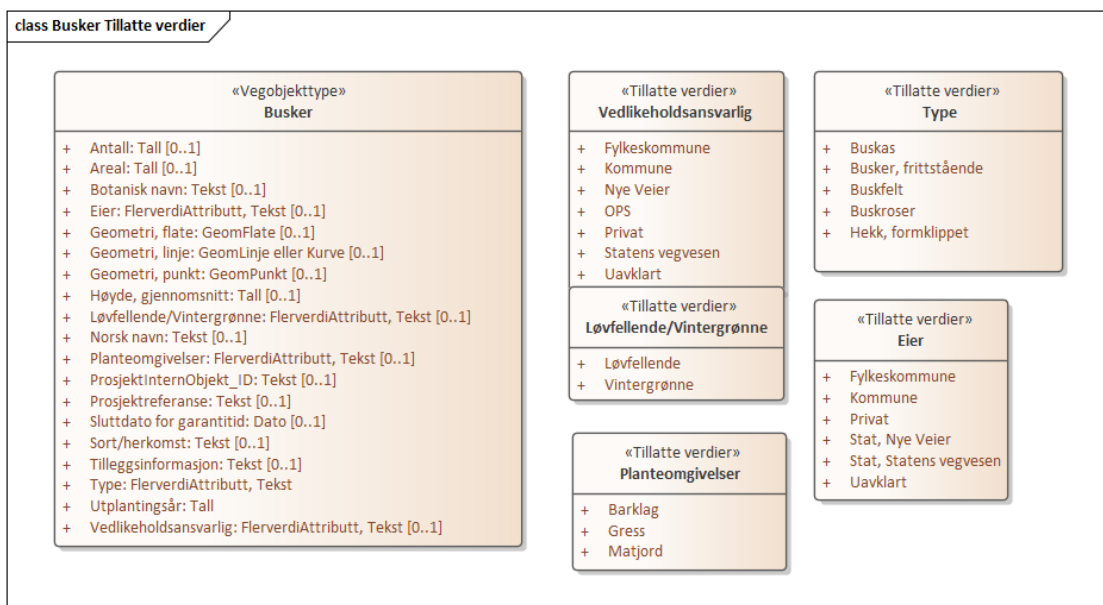 class Busker Tillatte verdier
«Vegobjekttype»
Busker
+ Antall: Tall [0..1]
+ Areal: Tall [0..1]
+ Botanisk navn: Tekst [0..1]
+ Eier: FlerverdiAttributt, Tekst [0..1]
+ Geometri, flate: GeomFlate [0..1]
+ Geometri, linje: GeomLinje eller Kurve [0..1]
+ Geometri, punkt: GeomPunkt [0..1]
+ Høyde, gjennomsnitt: Tall [0..1]
+ Løvfellende/Vintergrønne: FlerverdiAttributt, Tekst [0..1]
+ Norsk navn: Tekst [0..1]
+ Planteomgivelser: FlerverdiAttributt, Tekst [0..1]
+ ProsjektInternObjekt_ID: Tekst [0..1]
+ Prosjektreferanse: Tekst [0..1]
+ Sluttdato for garantitid: Dato [0..1]
+ Sort/herkomst: Tekst [0..1]
+ Tilleggsinformasjon: Tekst [0..1]
+ Type: FlerverdiAttributt, Tekst
+ Utplantingsår: Tall
+ Vedlikeholdsansvarlig: FlerverdiAttributt, Tekst [0..1]
«Tillatte verdier»
Vedlikeholdsansvarlig
+ Fylkeskommune
+ Kommune
+ Nye Veier
+ OPS
+ Privat
+ Statens vegvesen
+ Uavklart
«Tillatte verdier»
Løvfellende/Vintergrønne
+ Løvfellende
+ Vintergrønne
«Tillatte verdier»
Planteomgivelser
+ Barklag
+ Gress
+ Matjord
«Tillatte verdier»
Type
+ Buskas
+ Busker, frittstående
+ Buskfelt
+ Buskroser
+ Hekk, formklippet
«Tillatte verdier»
Eier
+ Fylkeskommune
+ Kommune
+ Privat
+ Stat, Nye Veier
+ Stat, Statens vegvesen
+ Uavklart